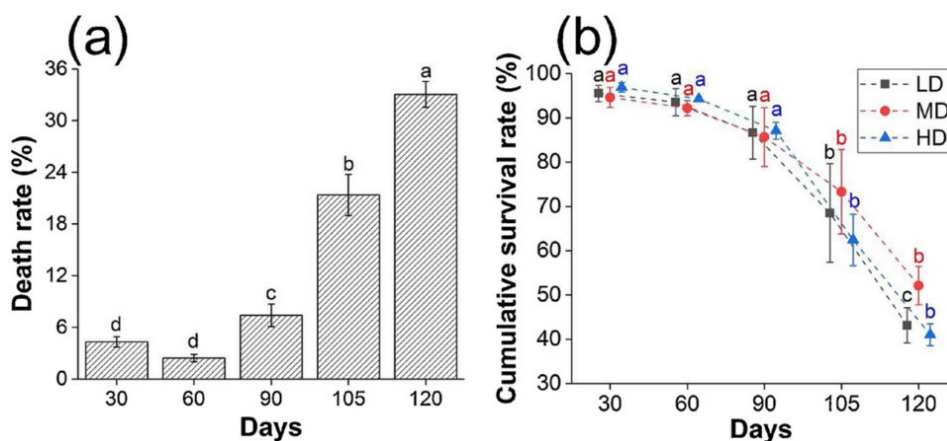 (a)
Death rate (%)
36
30
24
18
12
6
0
d
d
c
b
a
30 60 90 105 120
Days
(b)
Cumulative survival rate (%)
100
90
80
70
60
50
40
30
a a a
a a a
a a a
b b b
c b b
LD
MD
HD
30 60 90 105 120
Days